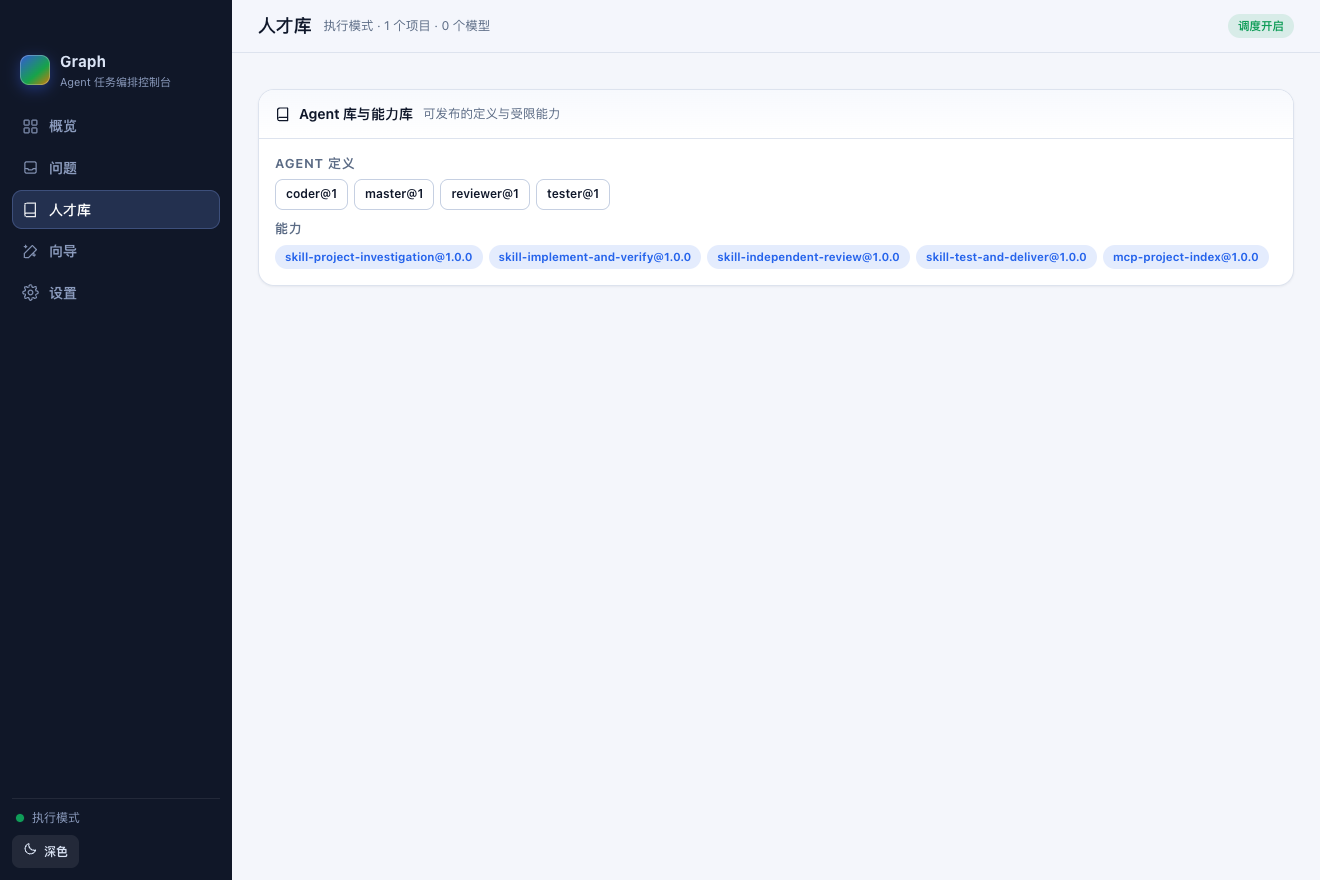 Graph
Agent 任务编排控制台
概览
问题
人才库
向导
设置
执行模式
深色
人才库 执行模式 · 1 个项目 · 0 个模型 调度开启
Agent 库与能力库 可发布的定义与受限能力
AGENT 定义
coder@1 master@1 reviewer@1 tester@1
能力
skill-project-investigation@1.0.0 skill-implement-and-verify@1.0.0 skill-independent-review@1.0.0 skill-test-and-deliver@1.0.0 mcp-project-index@1.0.0